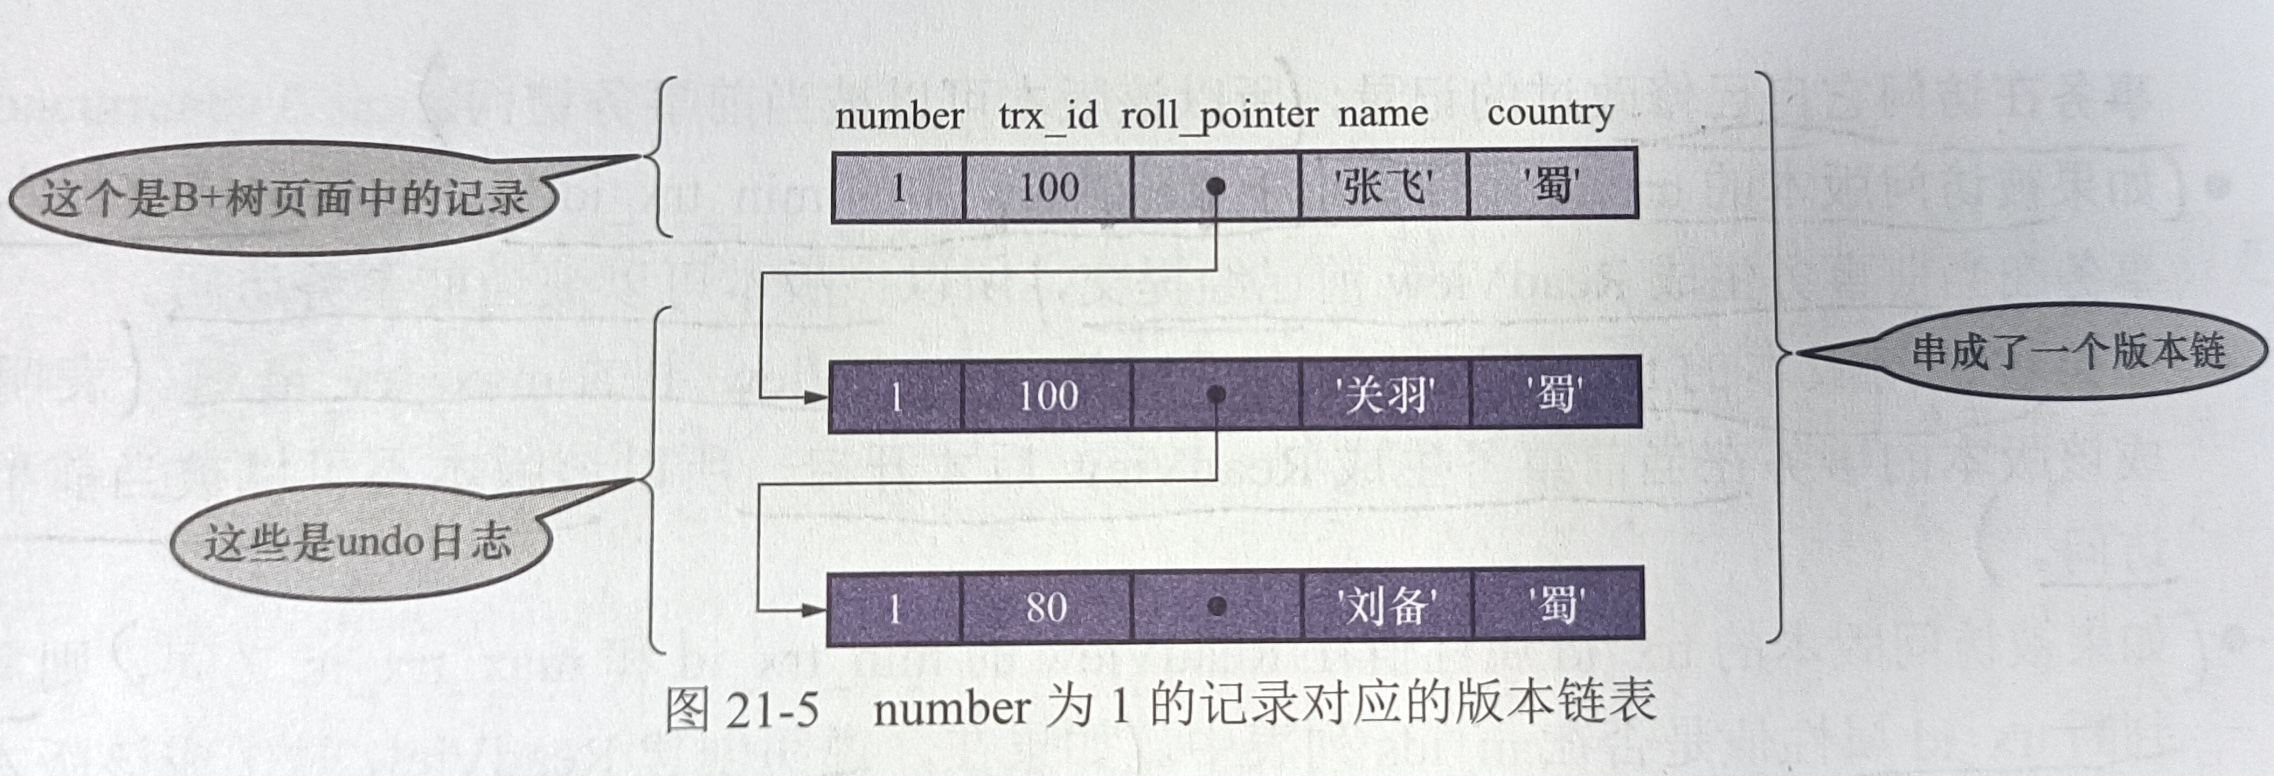 number trx_id roll_pointer name country
这个是B+树页面中的记录
1 100 '张飞' '蜀'
串成了一个版本链
1 100 '关羽' '蜀'
这些是undo日志
1 80 '刘备' '蜀'
图 21-5 number 为 1 的记录对应的版本链表